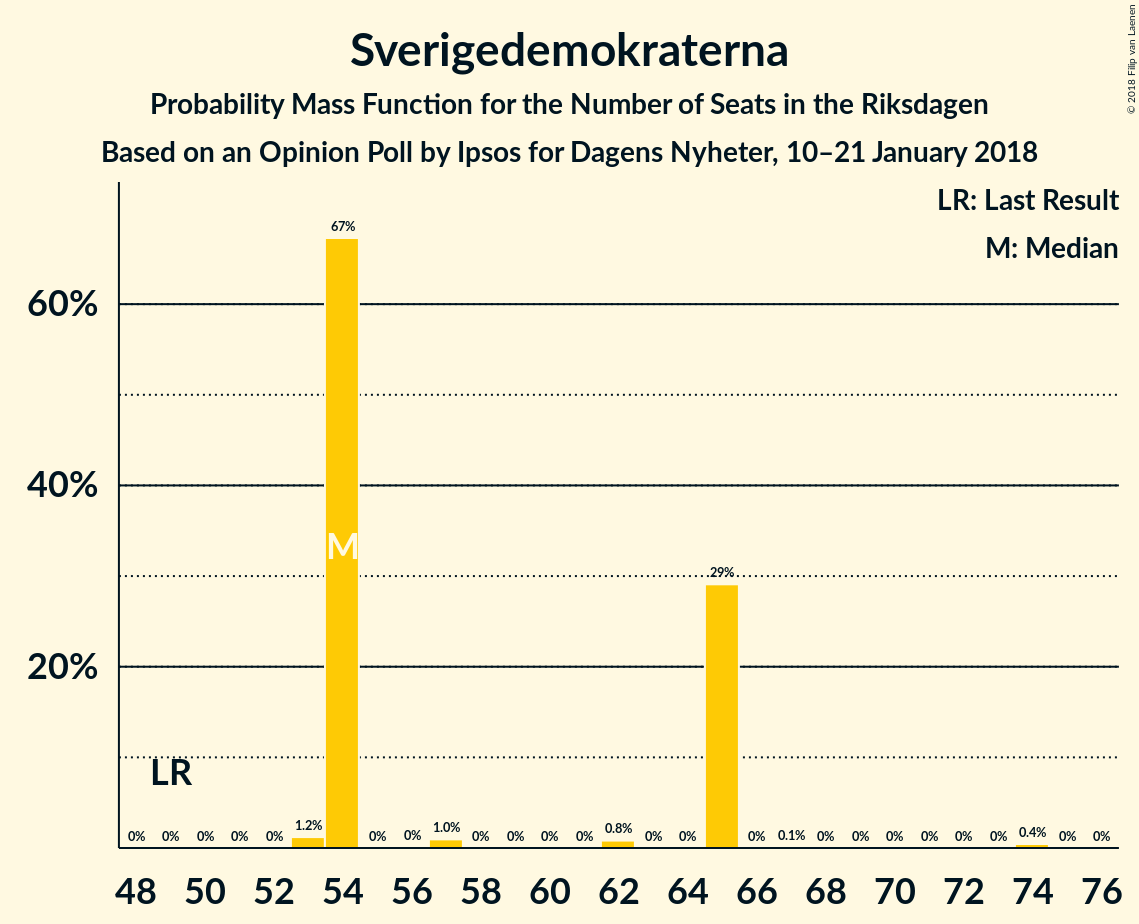 Sverigedemokraterna
Probability Mass Function for the Number of Seats in the Riksdagen
Based on an Opinion Poll by Ipsos for Dagens Nyheter, 10–21 January 2018
© 2018 Filip van Laenen
LR: Last Result
M: Median
60%
40%
20%
67%
M
29%
LR
0% 0% 0% 0% 0% 1.2% 0% 0% 1.0% 0% 0% 0% 0% 0.8% 0% 0% 0% 0.1% 0% 0% 0% 0% 0% 0% 0.4% 0% 0%
48 50 52 54 56 58 60 62 64 66 68 70 72 74 76